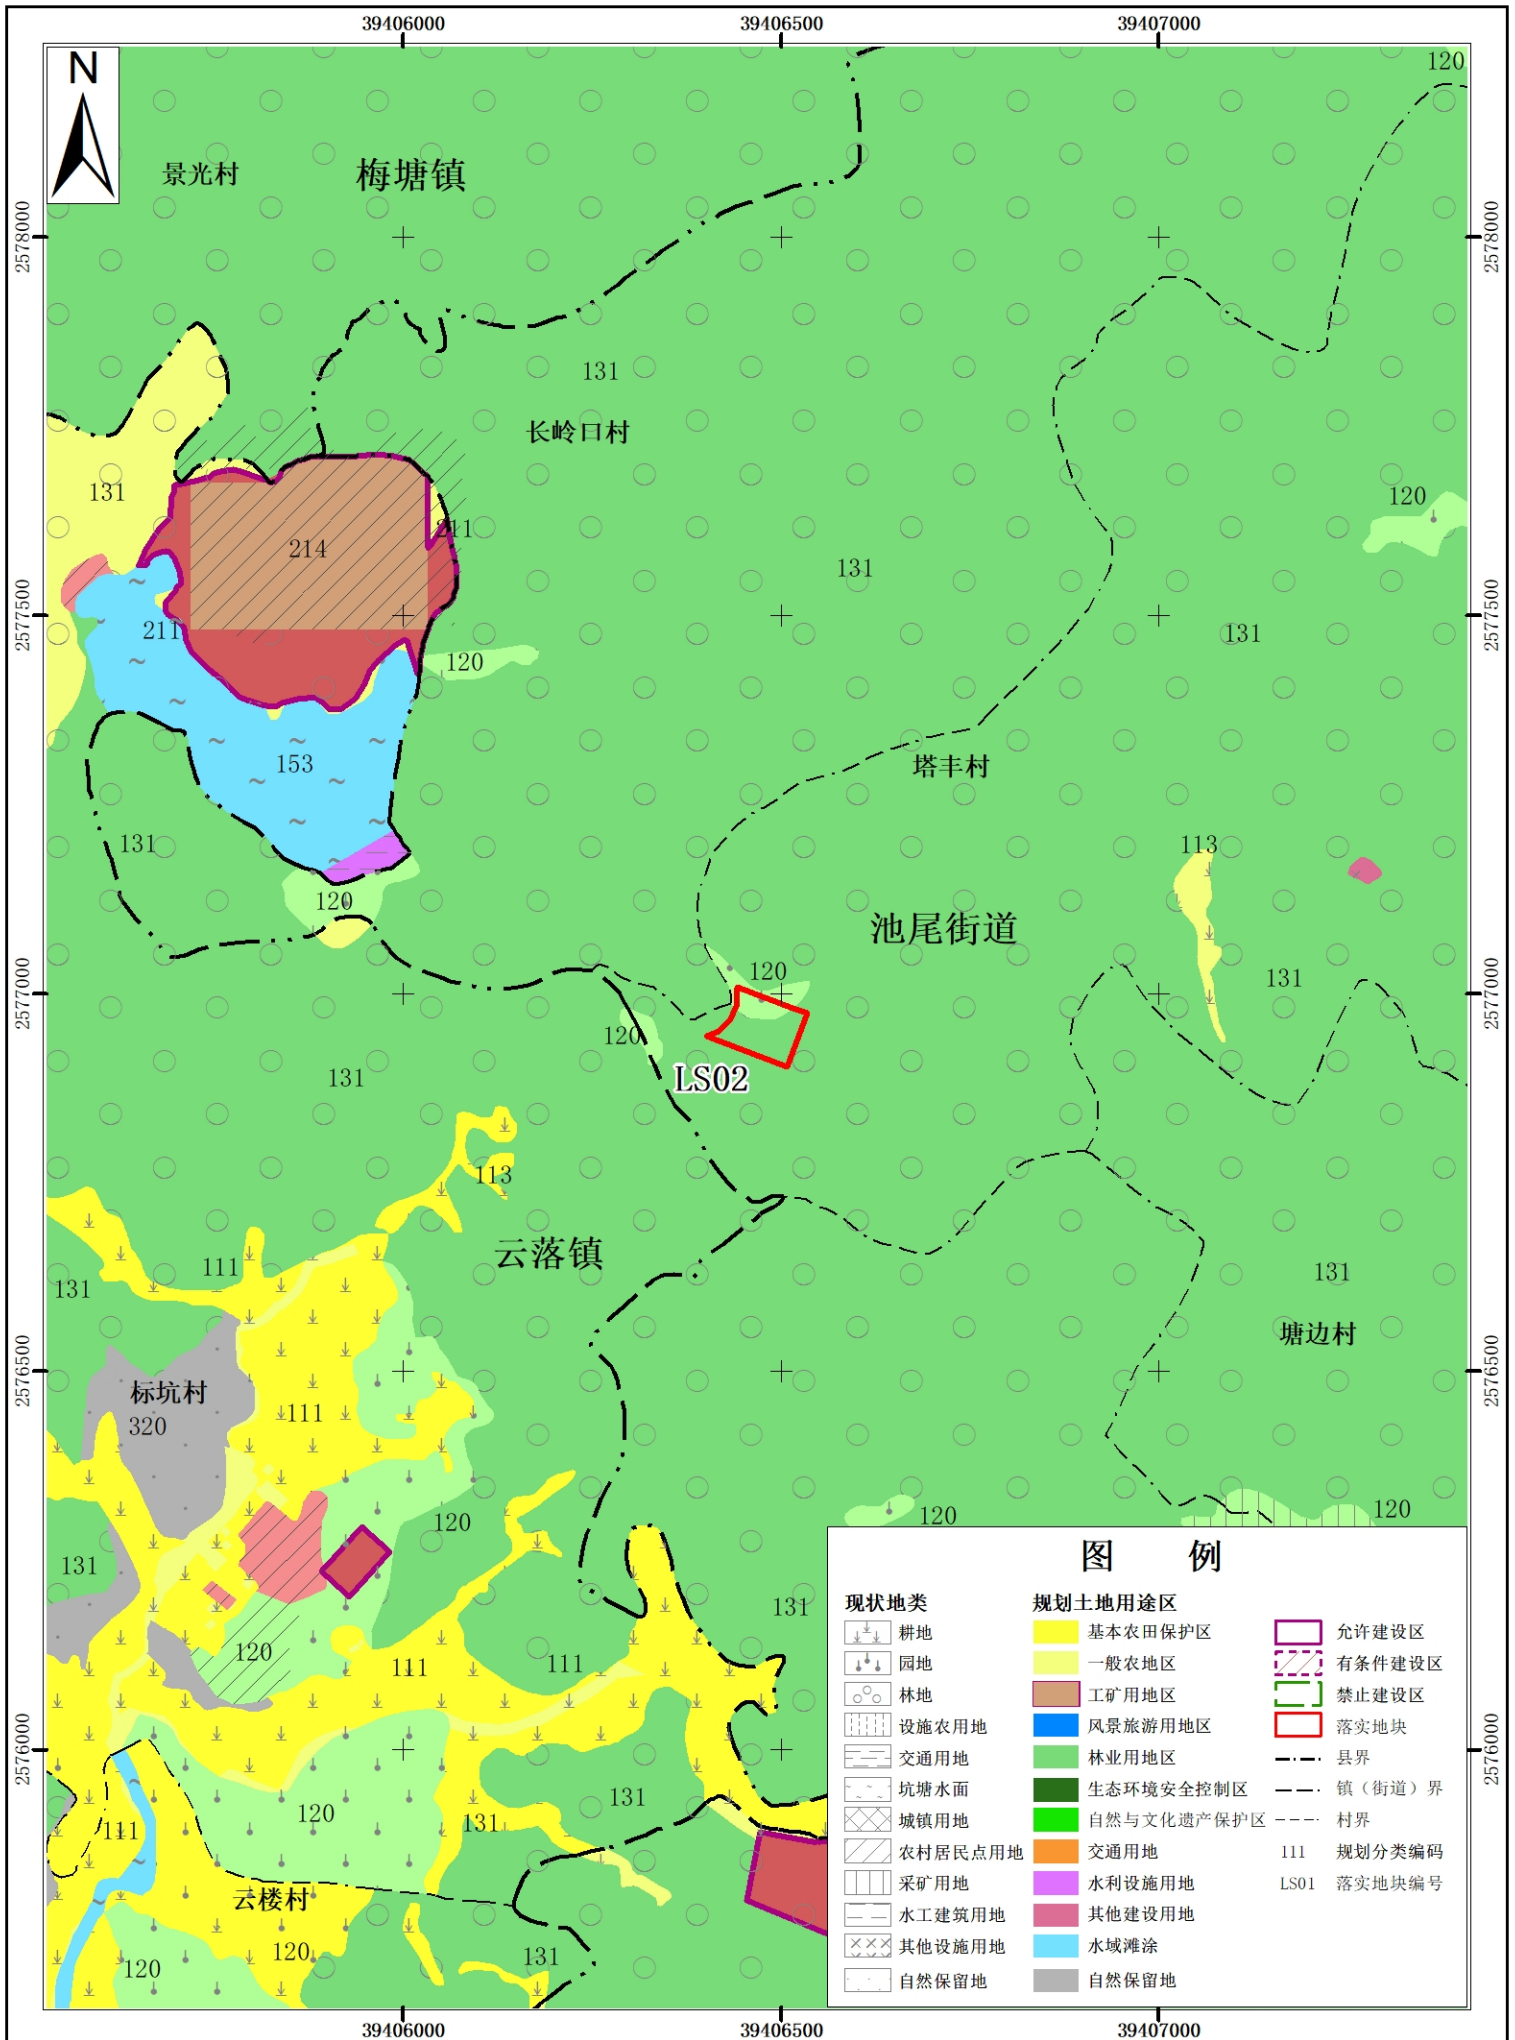 39406000 39406500 39407000
N
120
景光村 梅塘镇
2578000 2578000
131
长岭口村
131 120
211
214
131
2577500 2577500
211 131
120
153 塔丰村
131 113
120 池尾街道
120 131
2577000 2577000
120
LS02
131
113
云落镇
111
131 131
塘边村
2576500 2576500
标坑村
111
320
120 120 120
131
131
120
111 111
2576000 2576000
131
120 131
111
云楼村
120 131
120
图 例
现状地类
耕地
园地
林地
设施农用地
交通用地
坑塘水面
城镇用地
农村居民点用地
采矿用地
水工建筑用地
其他设施用地
自然保留地
规划土地用途区
基本农田保护区
一般农地区
工矿用地区
风景旅游用地区
林业用地区
生态环境安全控制区
自然与文化遗产保护区
交通用地
水利设施用地
其他建设用地
水域滩涂
自然保留地
允许建设区
有条件建设区
禁止建设区
落实地块
县界
镇（街道）界
村界
111 规划分类编码
LS01 落实地块编号
39406000 39406500 39407000